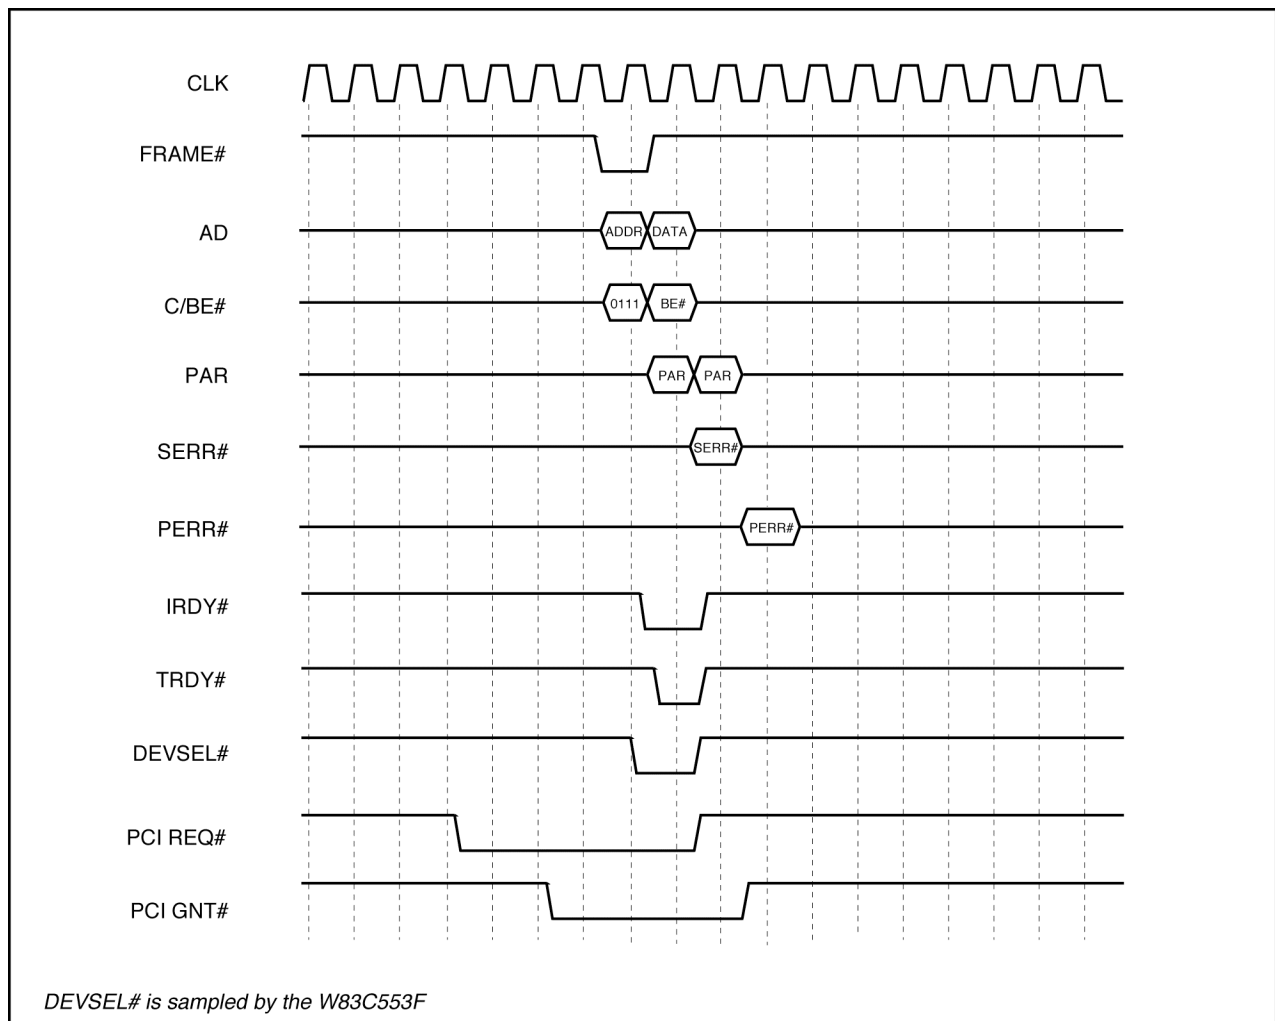 CLK
FRAME#
AD
ADDR DATA
C/BE#
0111 BE#
PAR
PAR PAR
SERR#
SERR#
PERR#
PERR#
IRDY#
TRDY#
DEVSEL#
PCI REQ#
PCI GNT#
DEVSEL# is sampled by the W83C553F